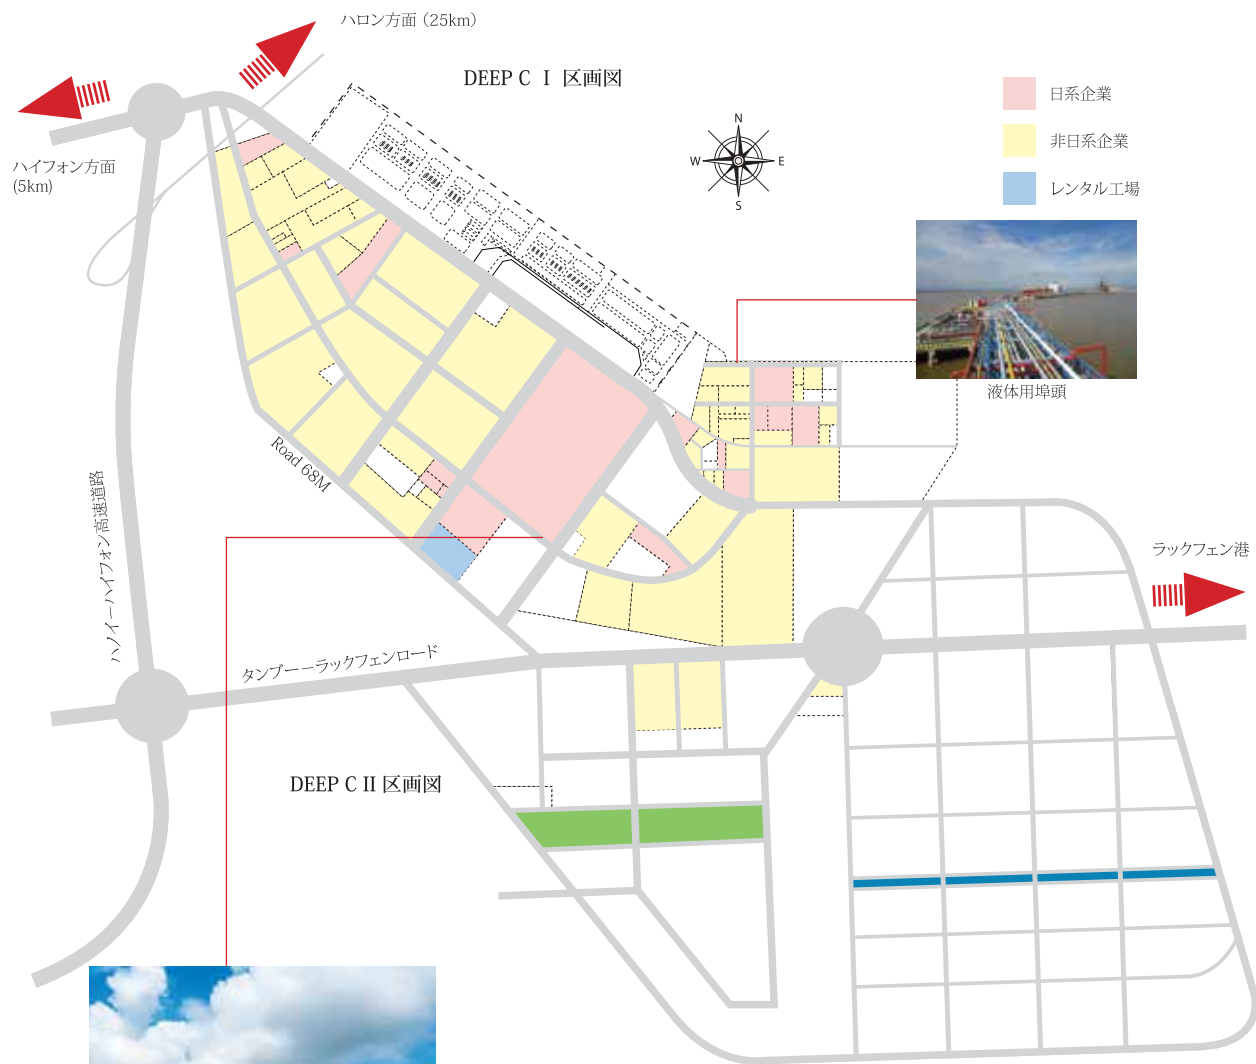 ハロン方面（25km）
DEEP C Ⅰ 区画図
日系企業
非日系企業
レンタル工場
N
W
E
S
ハイフォン方面
(5km)
液体用埠頭
Road 68M
ハノイーハイフォン高速道路
ラックフェン港
タンブーーラックフェンロード
DEEP C II 区画図